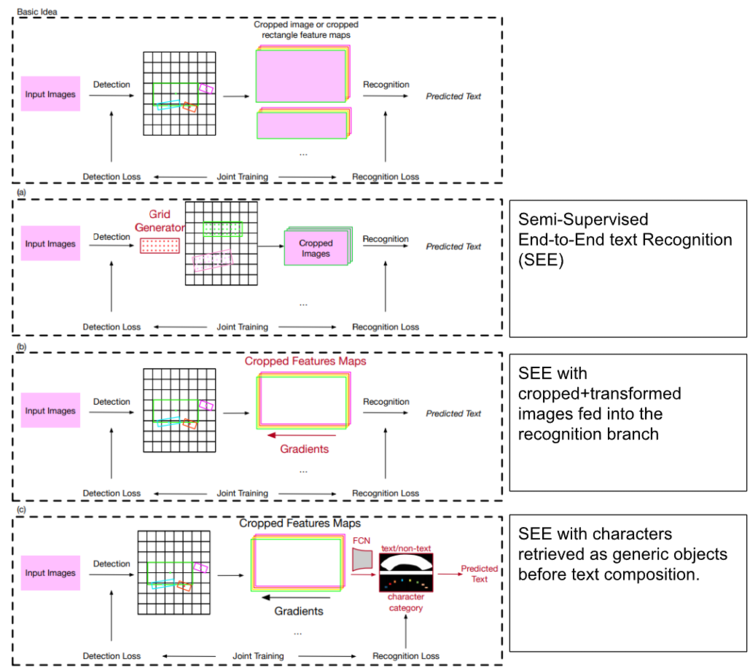 Basic Idea
Cropped image or cropped
rectangle feature maps
Input Images
Detection
Recognition
Predicted Text
...
Detection Loss
Joint Training
Recognition Loss
(a)
Grid
Generator
Input Images
Detection
Cropped
Images
Recognition
Predicted Text
...
Detection Loss
Joint Training
Recognition Loss
Semi-Supervised
End-to-End text Recognition
(SEE)
(b)
Cropped Features Maps
Input Images
Detection
Recognition
Predicted Text
Gradients
...
Detection Loss
Joint Training
Recognition Loss
SEE with
cropped+transformed
images fed into the
recognition branch
(c)
Cropped Features Maps
Input Images
Detection
FCN
text/non-text
Predicted
Text
character
category
Gradients
...
Detection Loss
Joint Training
Recognition Loss
SEE with characters
retrieved as generic objects
before text composition.